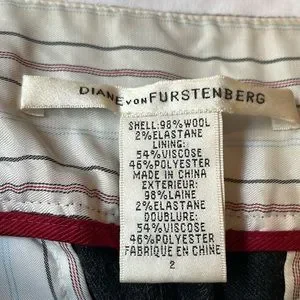 DIANE VON FURSTENBERG
SHELL:98%WOOL
2%ELASTANE
LINING:
54%VISCOSE
46%POLYESTER
MADE IN CHINA
EXTERIEUR:
98%LAINE
2%ELASTANE
DOUBLURE:
54%VISCOSE
46%POLYESTER
FABRIQUE EN CHINE
2